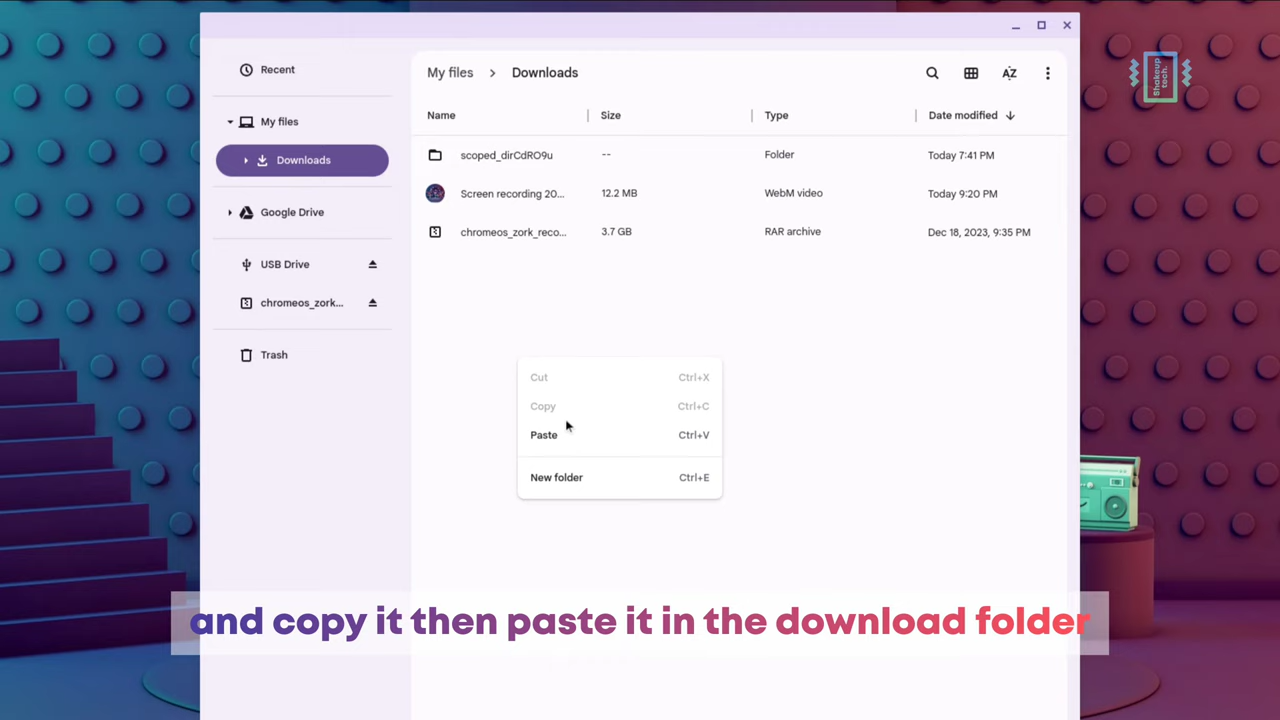 Recent
My files
Downloads
Google Drive
USB Drive
chromeos_zork...
Trash
My files > Downloads
AZ
Name Size Type Date modified
scoped_dirCdRO9u -- Folder Today 7:41 PM
Screen recording 20... 12.2 MB WebM video Today 9:20 PM
chromeos_zork_reco... 3.7 GB RAR archive Dec 18, 2023, 9:35 PM
Cut Ctrl+X
Copy Ctrl+C
Paste Ctrl+V
New folder Ctrl+E
Shakeup
tech.
and copy it then paste it in the download folder